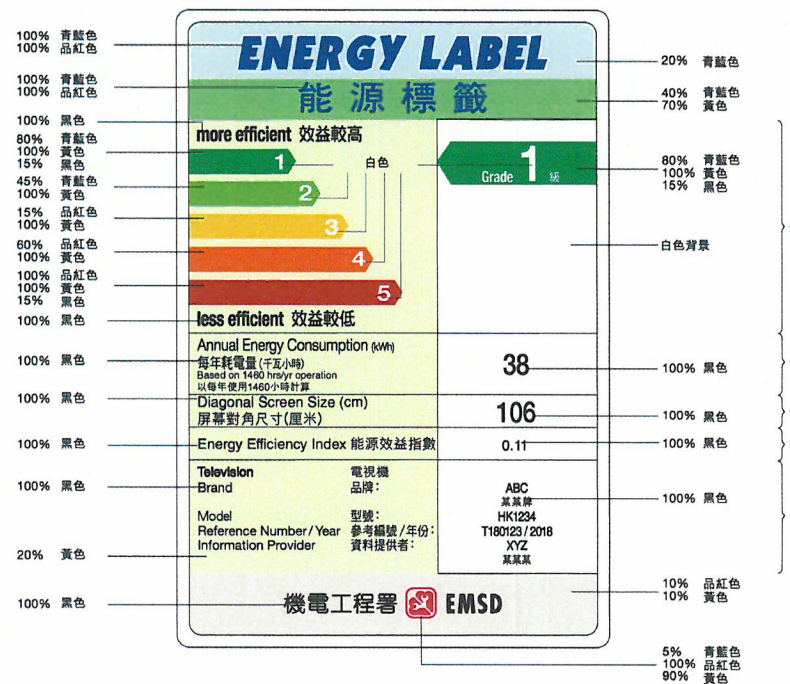 100% 青藍色
100% 品紅色
100% 青藍色
100% 品紅色
100% 黑色
80% 青藍色
100% 黃色
15% 黑色
45% 青藍色
100% 黃色
15% 品紅色
100% 黃色
60% 品紅色
100% 黃色
100% 品紅色
100% 黃色
15% 黑色
100% 黑色
100% 黑色
100% 黑色
100% 黑色
100% 黑色
20% 黃色
100% 黑色
ENERGY LABEL
能源標籤
more efficient 效益較高
1 白色
2
3
4
5
less efficient 效益較低
Grade 1 級
Annual Energy Consumption (kWh)
每年耗電量 (千瓦小時)
Based on 1460 hrs/yr operation
以每年使用1460小時計算
38
Diagonal Screen Size (cm)
屏幕對角尺寸(厘米)
106
Energy Efficiency Index 能源效益指數 0.11
Television 電視機
Brand 品牌： ABC
某某牌
Model 型號： HK1234
Reference Number / Year 參考編號 / 年份： T180123 / 2018
Information Provider 資料提供者： XYZ
某某某
機電工程署 EMSD
20% 青藍色
40% 青藍色
70% 黃色
80% 青藍色
100% 黃色
15% 黑色
白色背景
100% 黑色
100% 黑色
100% 黑色
100% 黑色
10% 品紅色
10% 黃色
5% 青藍色
100% 品紅色
90% 黃色